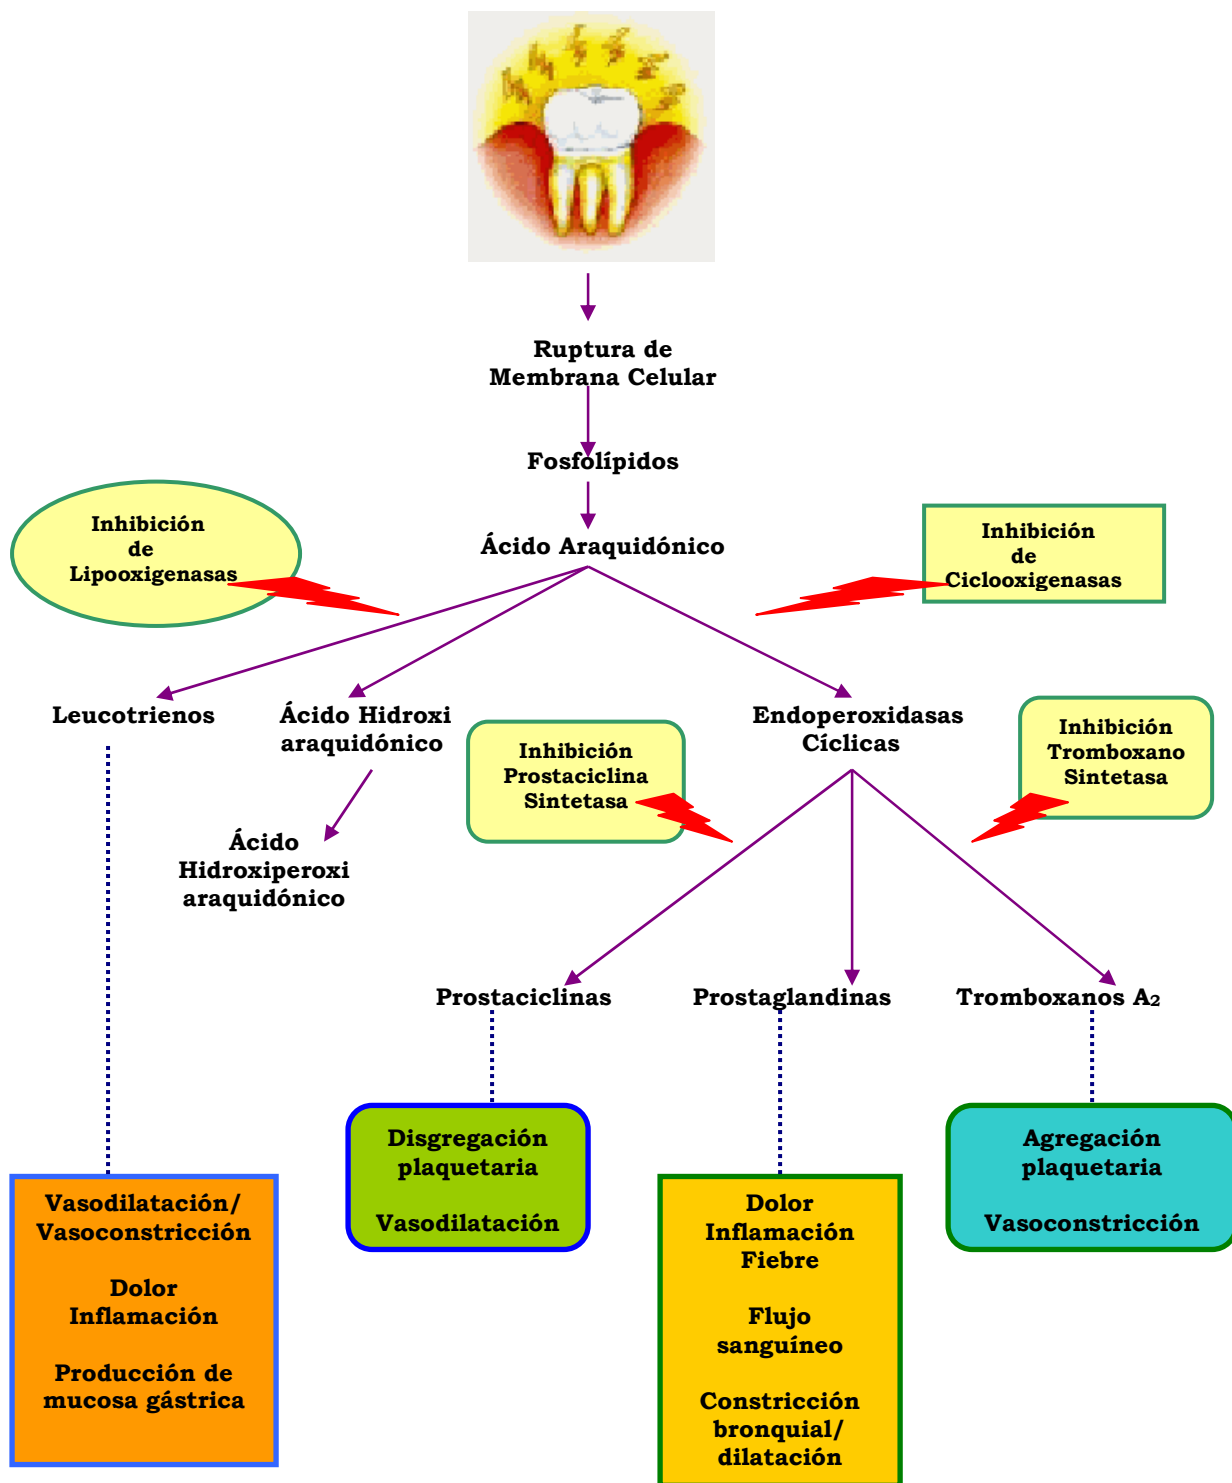 Ruptura de
Membrana Celular
Fosfolípidos
Ácido Araquidónico
Inhibición
de
Lipooxigenasas
Inhibición
de
Ciclooxigenasas
Leucotrienos
Ácido Hidroxi
araquidónico
Endoperoxidasas
Cíclicas
Inhibición
Prostaciclina
Sintetasa
Inhibición
Tromboxano
Sintetasa
Ácido
Hidroxiperoxi
araquidónico
Prostaciclinas
Prostaglandinas
Tromboxanos A₂
Disgregación
plaquetaria
Vasodilatación
Agregación
plaquetaria
Vasoconstricción
Vasodilatación/
Vasoconstricción
Dolor
Inflamación
Producción de
mucosa gástrica
Dolor
Inflamación
Fiebre
Flujo
sanguíneo
Constricción
bronquial/
dilatación